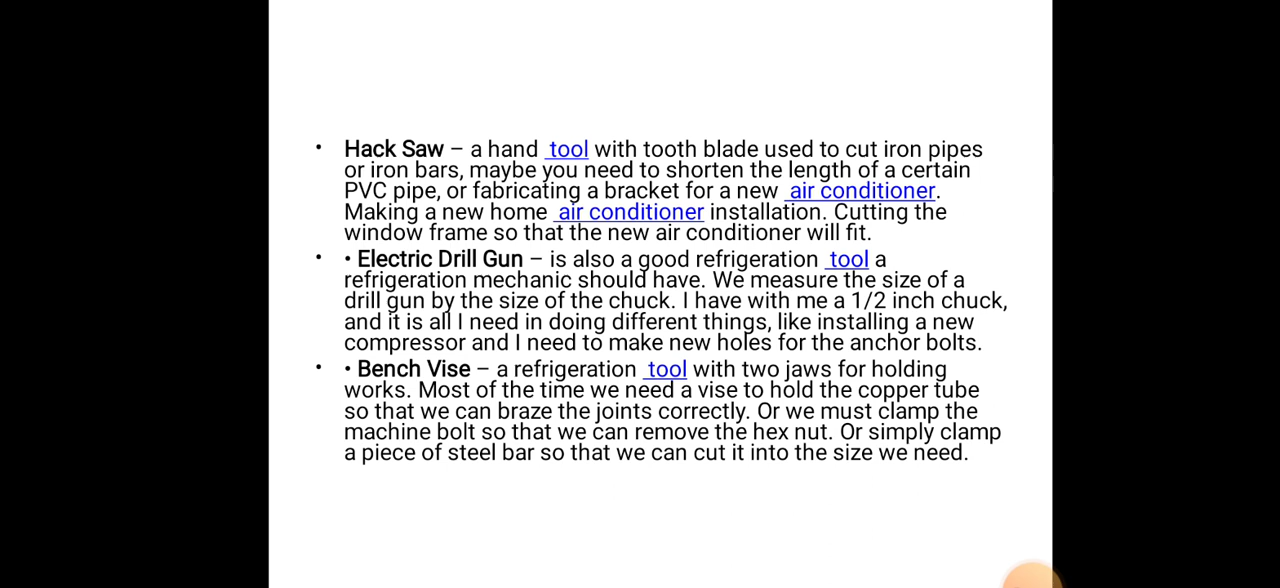 • Hack Saw – a hand tool with tooth blade used to cut iron pipes
or iron bars, maybe you need to shorten the length of a certain
PVC pipe, or fabricating a bracket for a new air conditioner.
Making a new home air conditioner installation. Cutting the
window frame so that the new air conditioner will fit.
• • Electric Drill Gun – is also a good refrigeration tool a
refrigeration mechanic should have. We measure the size of a
drill gun by the size of the chuck. I have with me a 1/2 inch chuck,
and it is all I need in doing different things, like installing a new
compressor and I need to make new holes for the anchor bolts.
• • Bench Vise – a refrigeration tool with two jaws for holding
works. Most of the time we need a vise to hold the copper tube
so that we can braze the joints correctly. Or we must clamp the
machine bolt so that we can remove the hex nut. Or simply clamp
a piece of steel bar so that we can cut it into the size we need.